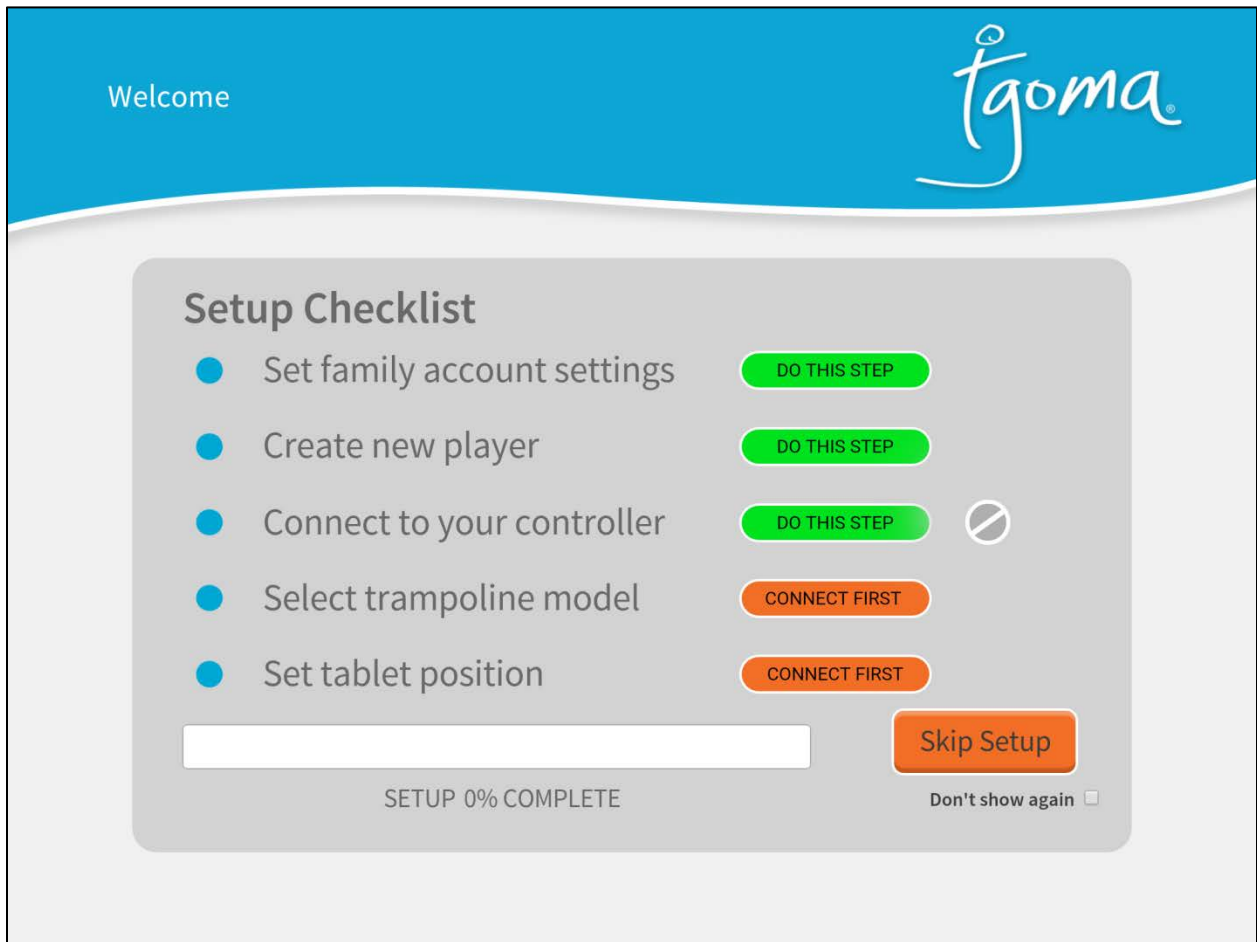 Welcome
tgoma®
Setup Checklist
Set family account settings DO THIS STEP
Create new player DO THIS STEP
Connect to your controller DO THIS STEP
Select trampoline model CONNECT FIRST
Set tablet position CONNECT FIRST
Skip Setup
SETUP 0% COMPLETE
Don't show again